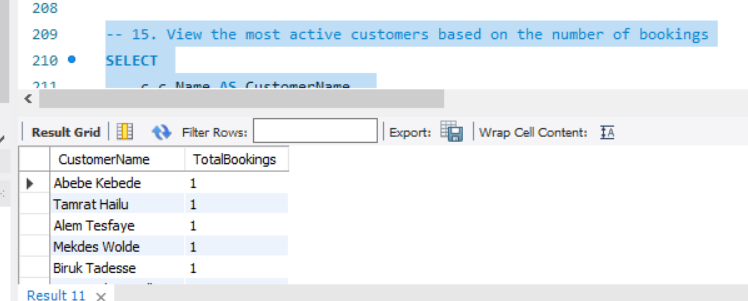 208
209 -- 15. View the most active customers based on the number of bookings
210 SELECT
211 c.c_Name AS CustomerName
Result Grid Filter Rows: Export: Wrap Cell Content:
CustomerName TotalBookings
Abebe Kebede 1
Tamrat Hailu 1
Alem Tesfaye 1
Mekdes Wolde 1
Biruk Tadesse 1
Result 11 ×